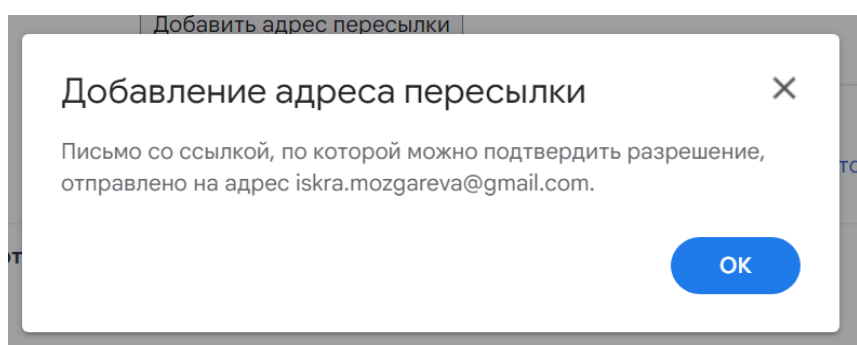 Добавить адрес пересылки
Добавление адреса пересылки
Письмо со ссылкой, по которой можно подтвердить разрешение,
отправлено на адрес iskra.mozgareva@gmail.com.
ОК